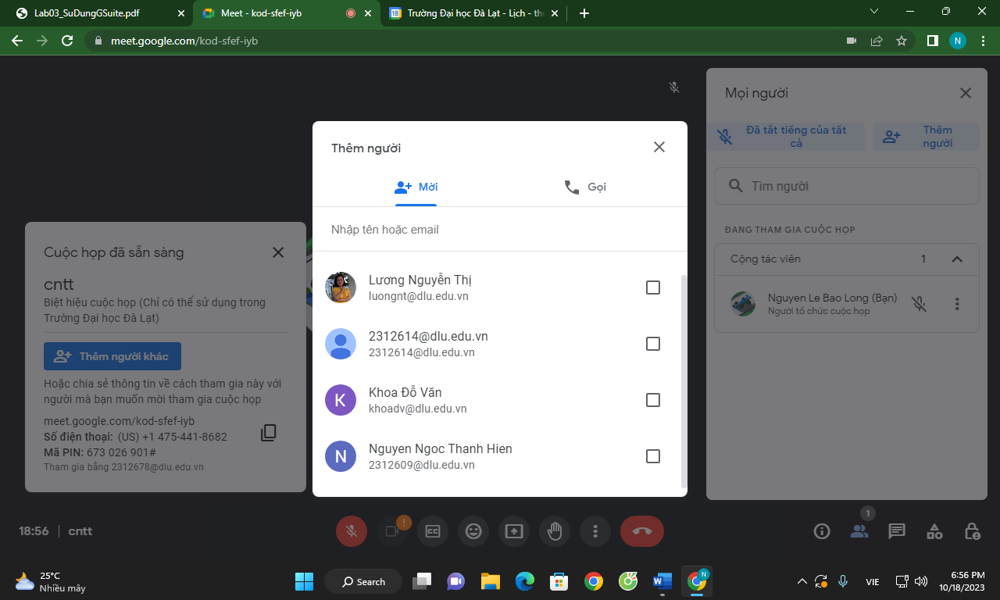 Lab03_SuDungGSuite.pdf
Meet - kod-sfef-iyb
Trường Đại học Đà Lạt - Lịch - th
meet.google.com/kod-sfef-iyb
N
Mọi người
Đã tắt tiếng của tất
cả
Thêm
người
Tìm người
ĐANG THAM GIA CUỘC HỌP
Cộng tác viên
1
Nguyen Le Bao Long (Bạn)
Người tổ chức cuộc họp
Thêm người
Mời
Gọi
Nhập tên hoặc email
Lương Nguyễn Thị
luongnt@dlu.edu.vn
2312614@dlu.edu.vn
2312614@dlu.edu.vn
K
Khoa Đỗ Văn
khoadv@dlu.edu.vn
N
Nguyen Ngoc Thanh Hien
2312609@dlu.edu.vn
Cuộc họp đã sẵn sàng
cntt
Biệt hiệu cuộc họp (Chỉ có thể sử dụng trong
Trường Đại học Đà Lạt)
Thêm người khác
Hoặc chia sẻ thông tin về cách tham gia này với
người mà bạn muốn mời tham gia cuộc họp
meet.google.com/kod-sfef-iyb
Số điện thoại: (US) +1 475-441-8682
Mã PIN: 673 026 901#
Tham gia bằng 2312678@dlu.edu.vn
18:56 | cntt
!
CC
1
25°C
Nhiều mây
Search
N
VIE
6:56 PM
10/18/2023